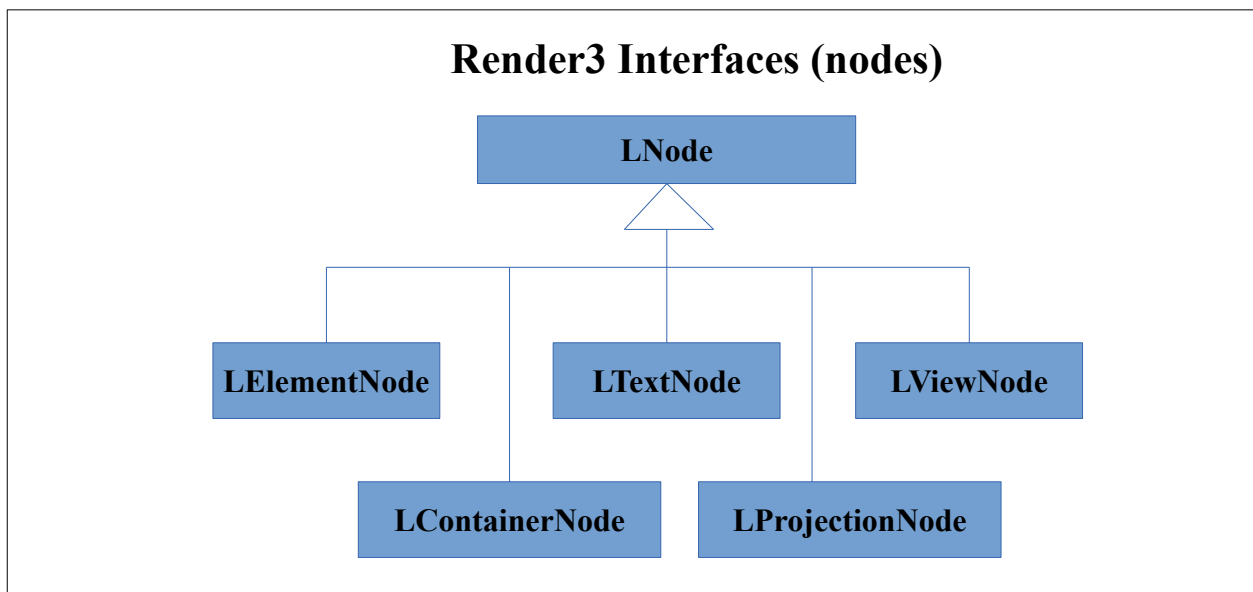 Render3 Interfaces (nodes)
LNode
LElementNode
LTextNode
LViewNode
LContainerNode
LProjectionNode